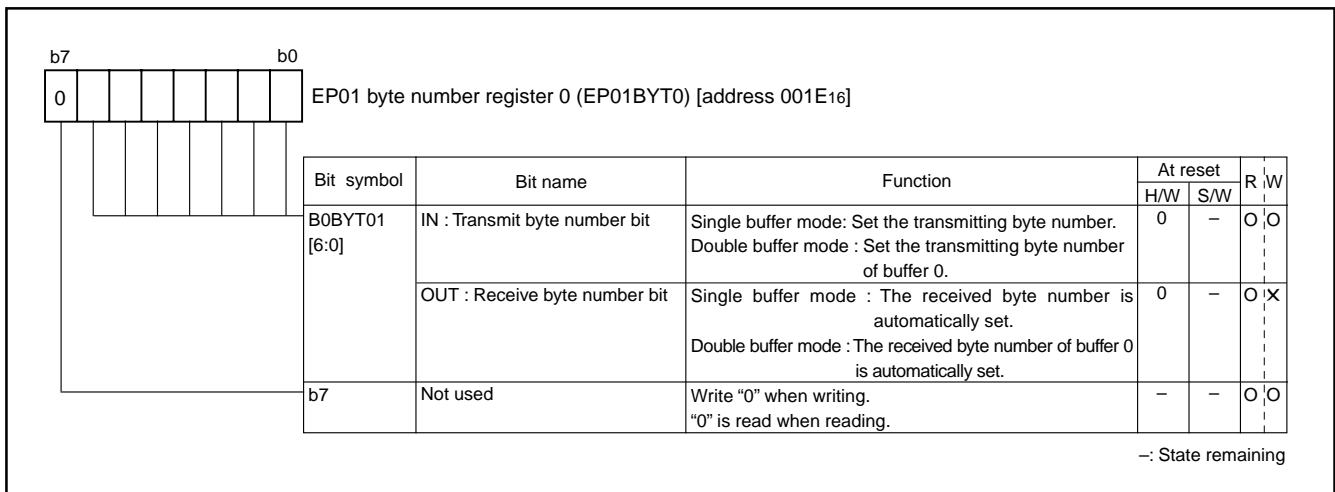 b7 b0
0 EP01 byte number register 0 (EP01BYT0) [address 001E16]
Bit symbol Bit name Function At reset R W
H/W S/W
B0BYT01 IN : Transmit byte number bit Single buffer mode: Set the transmitting byte number. 0 – O O
[6:0] Double buffer mode : Set the transmitting byte number
of buffer 0.
OUT : Receive byte number bit Single buffer mode : The received byte number is 0 – O ×
automatically set.
Double buffer mode : The received byte number of buffer 0
is automatically set.
b7 Not used Write “0” when writing. – – O O
“0” is read when reading.
–: State remaining